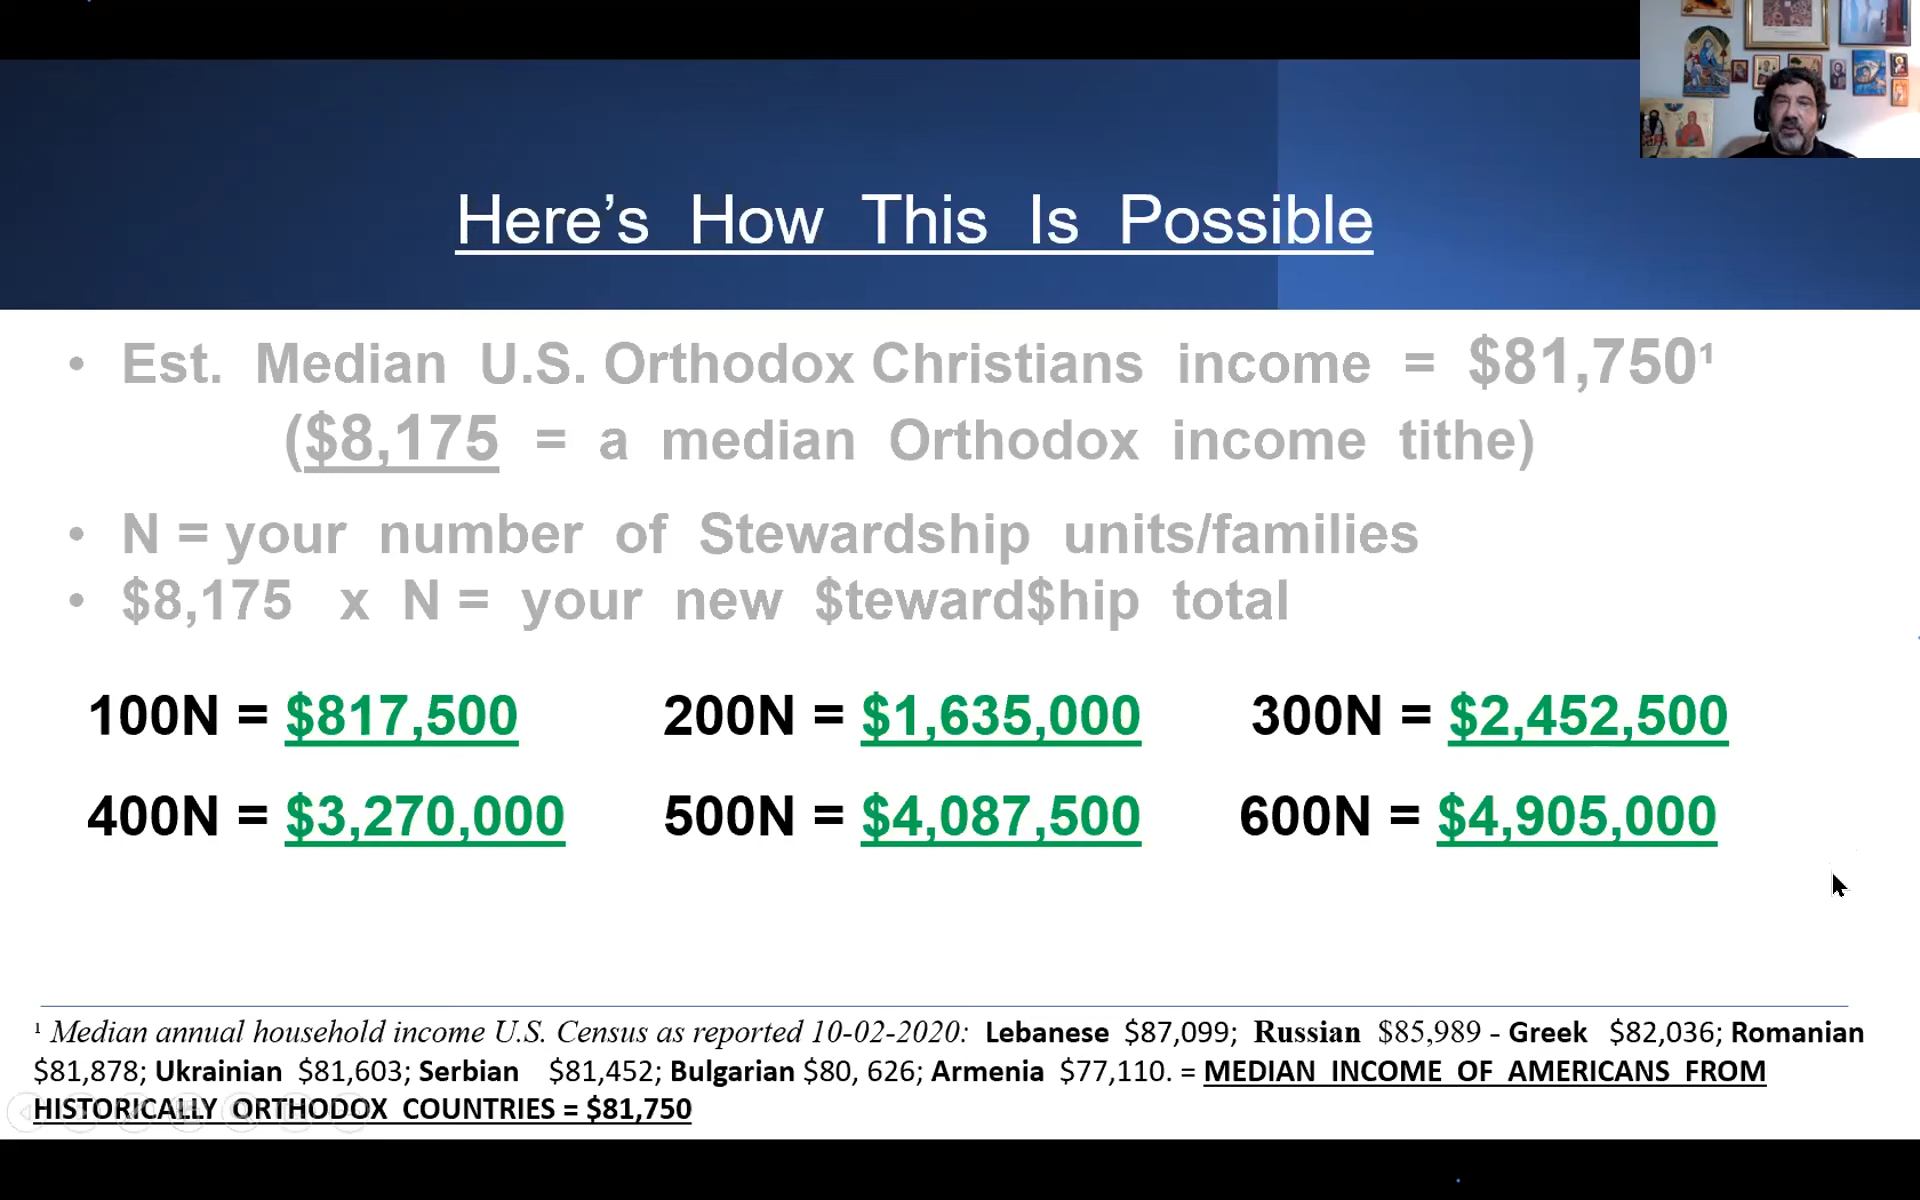 Here’s How This Is Possible
• Est. Median U.S. Orthodox Christians income = $81,750¹
($8,175 = a median Orthodox income tithe)
• N = your number of Stewardship units/families
• $8,175 x N = your new $teward$hip total
100N = $817,500 200N = $1,635,000 300N = $2,452,500
400N = $3,270,000 500N = $4,087,500 600N = $4,905,000
¹ Median annual household income U.S. Census as reported 10-02-2020: Lebanese $87,099; Russian $85,989 - Greek $82,036; Romanian
$81,878; Ukrainian $81,603; Serbian $81,452; Bulgarian $80, 626; Armenia $77,110. = MEDIAN INCOME OF AMERICANS FROM
HISTORICALLY ORTHODOX COUNTRIES = $81,750